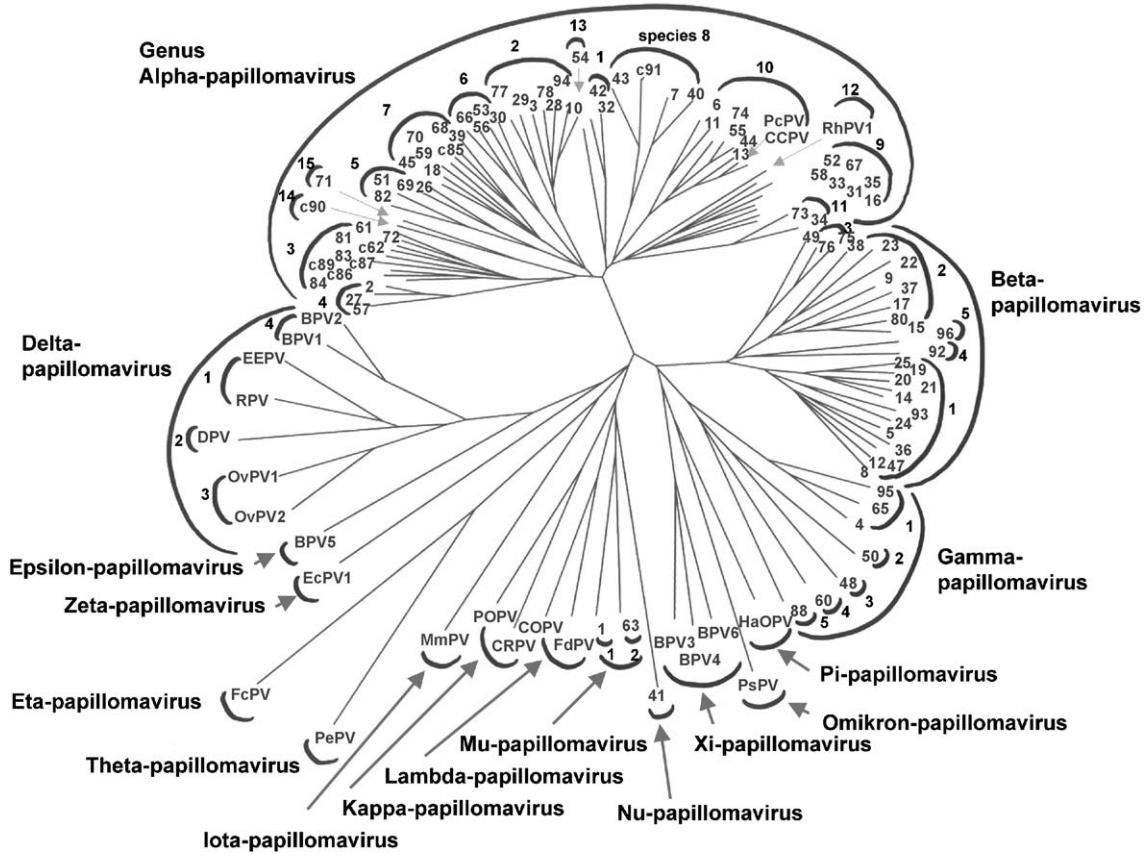 Genus
Alpha-papillomavirus
13
54
2
1
species 8
6
77
29
3
78
28
94
10
42
32
43
c91
7
40
10
6
11
74
55
44
13
PcPV
CCPV
12
RhPV1
9
52
67
58
33
31
35
16
11
73
34
7
70
68
45
59
39
c85
18
66
53
56
30
5
51
82
69
26
15
71
14
c90
3
61
81
72
83
c62
c89
c87
c86
84
4
2
27
57
Delta-
papillomavirus
4
BPV2
BPV1
EEPV
1
RPV
2
DPV
3
OvPV1
OvPV2
Beta-
papillomavirus
3
49
75
76
38
23
2
22
9
37
17
80
15
5
96
92
4
25
19
20
21
14
93
1
24
5
36
12
47
8
Gamma-
papillomavirus
95
65
4
1
50
2
48
3
60
4
88
5
Epsilon-papillomavirus
BPV5
Zeta-papillomavirus
EcPV1
Eta-papillomavirus
FcPV
Theta-papillomavirus
PePV
Iota-papillomavirus
MmPV
Kappa-papillomavirus
POPV
CRPV
Lambda-papillomavirus
COPV
FdPV
Mu-papillomavirus
1
63
1
2
Nu-papillomavirus
41
Xi-papillomavirus
BPV3
BPV6
BPV4
Omikron-papillomavirus
PsPV
Pi-papillomavirus
HaOPV